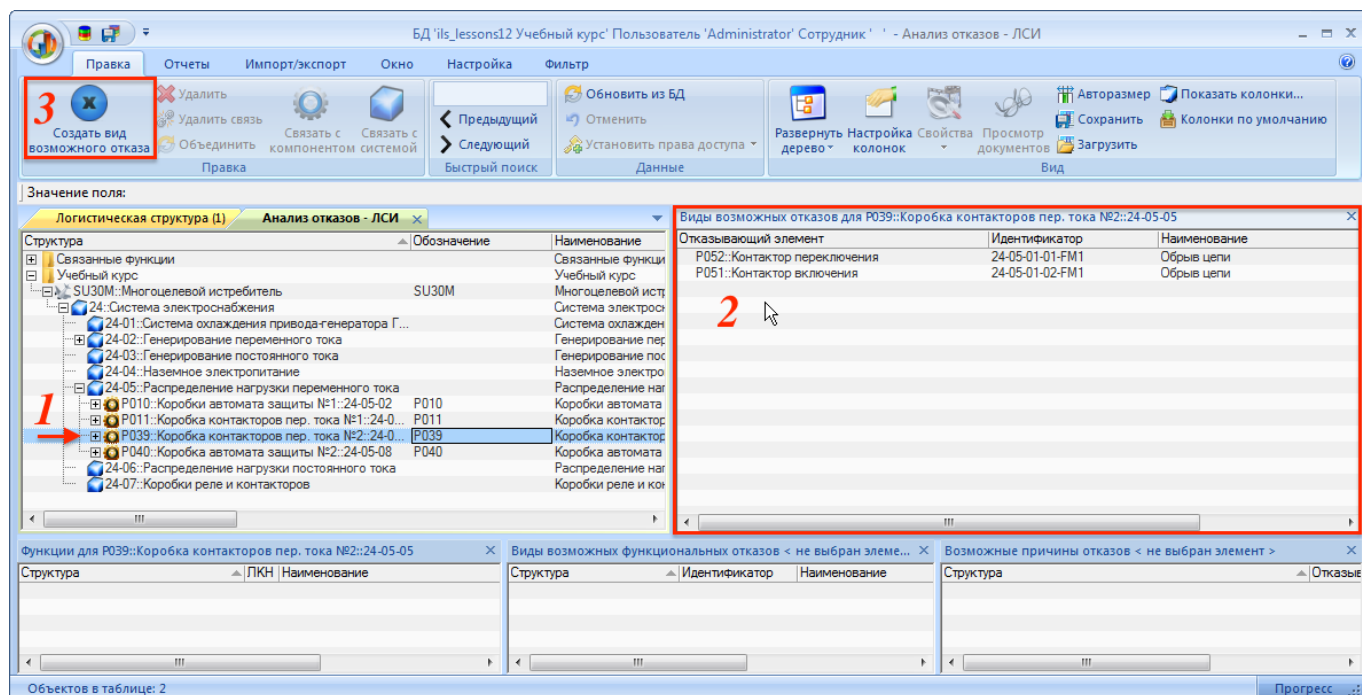 БД 'ils_lessons12 Учебный курс' Пользователь 'Administrator' Сотрудник ' ' - Анализ отказов - ЛСИ
Правка Отчеты Импорт/экспорт Окно Настройка Фильтр
3
Создать вид возможного отказа
Удалить
Удалить связь
Объединить
Связать с компонентом
Связать с системой
Правка
Предыдущий
Следующий
Быстрый поиск
Обновить из БД
Отменить
Установить права доступа
Данные
Развернуть дерево
Настройка колонок
Свойства
Просмотр документов
Авторазмер
Сохранить
Загрузить
Показать колонки...
Колонки по умолчанию
Вид
Значение поля:
Логистическая структура (1) Анализ отказов - ЛСИ
Структура Обозначение Наименование
Связанные функции Связанные функци
Учебный курс Учебный курс
SU30M::Многоцелевой истребитель SU30M Многоцелевой истр
24::Система электроснабжения Система электросн
24-01::Система охлаждения привода-генератора Г... Система охлажден
24-02::Генерирование переменного тока Генерирование пер
24-03::Генерирование постоянного тока Генерирование пос
24-04::Наземное электропитание Наземное электро
24-05::Распределение нагрузки переменного тока Распределение наг
P010::Коробки автомата защиты №1::24-05-02 P010 Коробки автомата
1
P011::Коробка контакторов пер. тока №1::24-0... P011 Коробка контактор
P039::Коробка контакторов пер. тока №2::24-0... P039 Коробка контактор
P040::Коробка автомата защиты №2::24-05-08 P040 Коробка автомата
24-06::Распределение нагрузки постоянного тока Распределение наг
24-07::Коробки реле и контакторов Коробки реле и кон
Виды возможных отказов для P039::Коробка контакторов пер. тока №2::24-05-05
Отказывающий элемент Идентификатор Наименование
P052::Контактор переключения 24-05-01-01-FM1 Обрыв цепи
P051::Контактор включения 24-05-01-02-FM1 Обрыв цепи
2
Функции для P039::Коробка контакторов пер. тока №2::24-05-05
Структура ЛКН Наименование
Виды возможных функциональных отказов < не выбран элеме...
Структура Идентификатор Наименование
Возможные причины отказов < не выбран элемент >
Структура Отказые
Объектов в таблице: 2 Прогресс